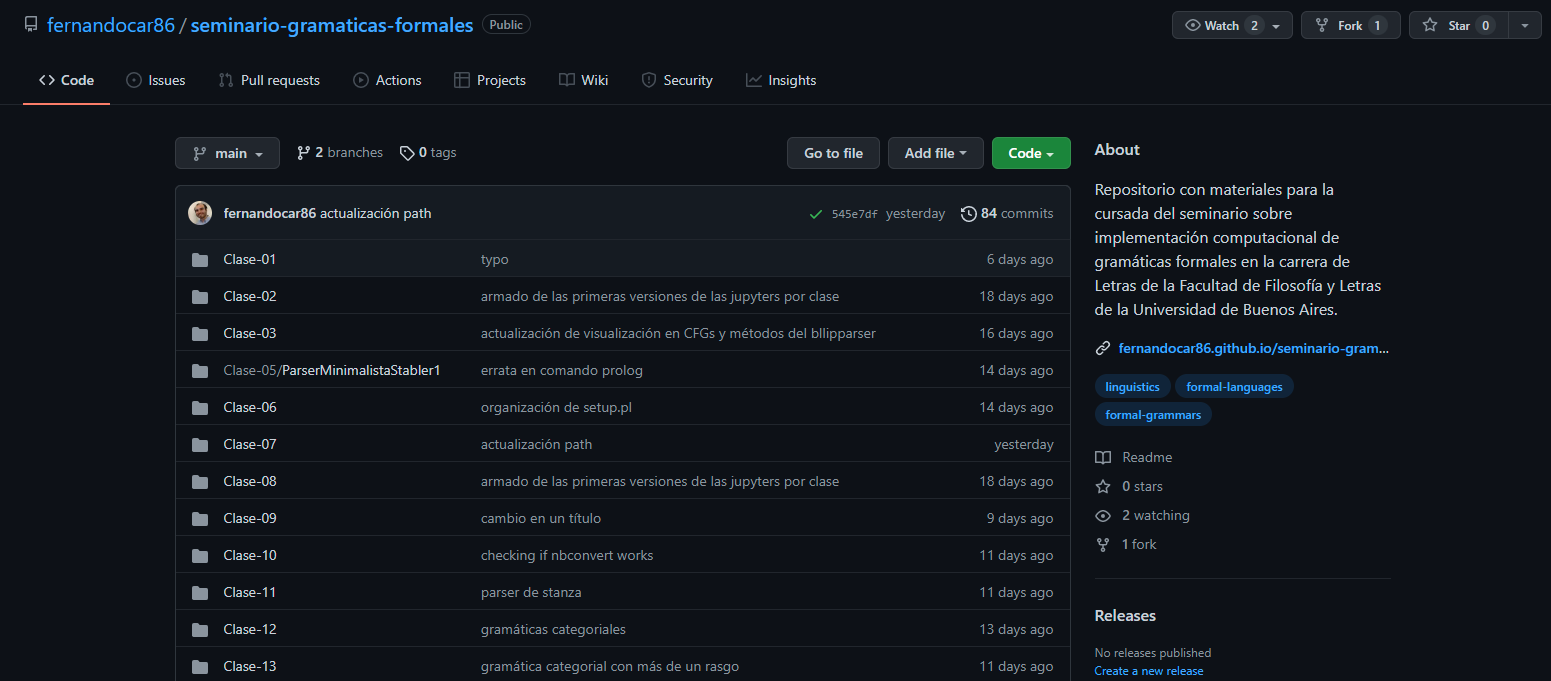 fernandocar86 / seminario-gramaticas-formales Public
Watch 2 Fork 1 Star 0
Code Issues Pull requests Actions Projects Wiki Security Insights
main 2 branches 0 tags Go to file Add file Code
fernandocar86 actualización path 545e7df yesterday 84 commits
Clase-01 typo 6 days ago
Clase-02 armado de las primeras versiones de las jupyters por clase 18 days ago
Clase-03 actualización de visualización en CFGs y métodos del bllipparser 16 days ago
Clase-05/ParserMinimalistaStabler1 errata en comando prolog 14 days ago
Clase-06 organización de setup.pl 14 days ago
Clase-07 actualización path yesterday
Clase-08 armado de las primeras versiones de las jupyters por clase 18 days ago
Clase-09 cambio en un título 9 days ago
Clase-10 checking if nbconvert works 11 days ago
Clase-11 parser de stanza 11 days ago
Clase-12 gramáticas categoriales 13 days ago
Clase-13 gramática categorial con más de un rasgo 11 days ago
About
Repositorio con materiales para la
cursada del seminario sobre
implementación computacional de
gramáticas formales en la carrera de
Letras de la Facultad de Filosofía y Letras
de la Universidad de Buenos Aires.
fernandocar86.github.io/seminario-gram...
linguistics formal-languages
formal-grammars
Readme
0 stars
2 watching
1 fork
Releases
No releases published
Create a new release